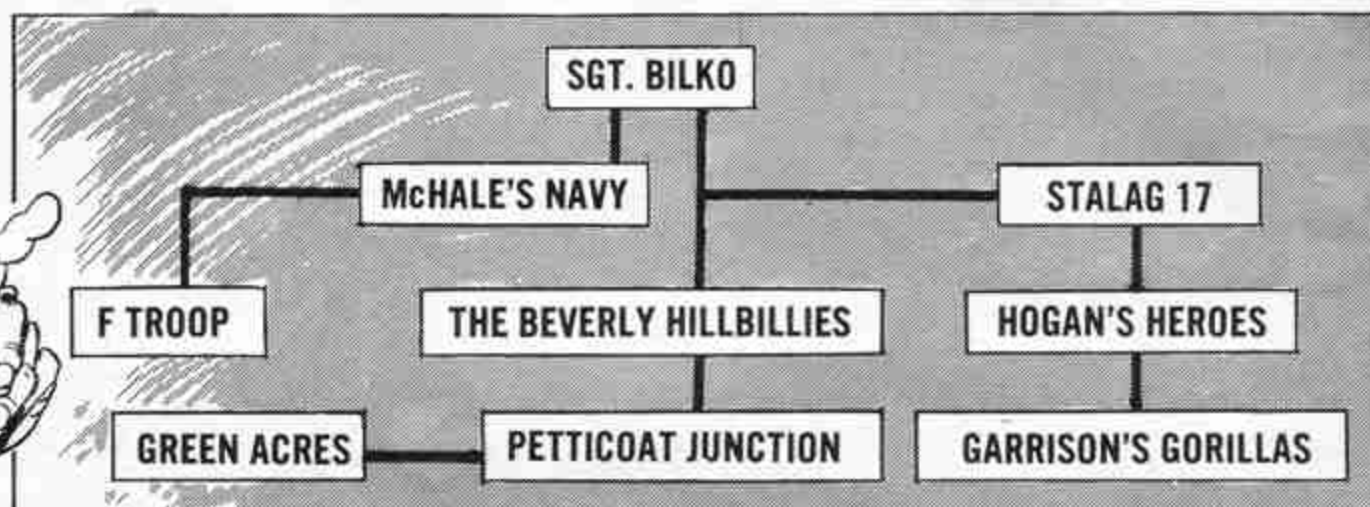 SGT. BILKO
McHALE'S NAVY
STALAG 17
F TROOP
THE BEVERLY HILLBILLIES
HOGAN'S HEROES
GREEN ACRES
PETTICOAT JUNCTION
GARRISON'S GORILLAS